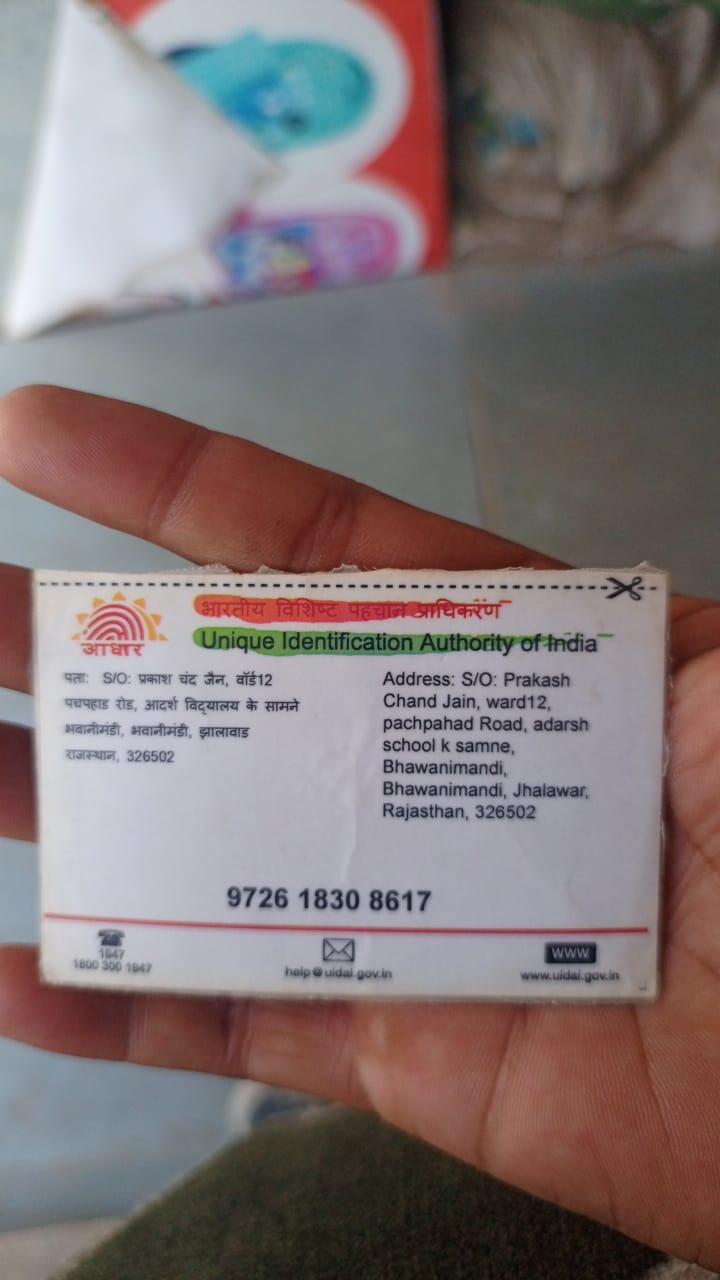 भारतीय विशिष्ट पहचान प्राधिकरण
Unique Identification Authority of India
आधार
पता: S/O: प्रकाश चंद जैन, वॉर्ड12
पचपहाड रोड, आदर्श विद्यालय के सामने
भवानीमंडी, भवानीमंडी, झालावाड
राजस्थान, 326502
Address: S/O: Prakash
Chand Jain, ward12,
pachpahad Road, adarsh
school k samne,
Bhawanimandi,
Bhawanimandi, Jhalawar,
Rajasthan, 326502
9726 1830 8617
1947
1800 300 1947
help@uidai.gov.in
WWW
www.uidai.gov.in